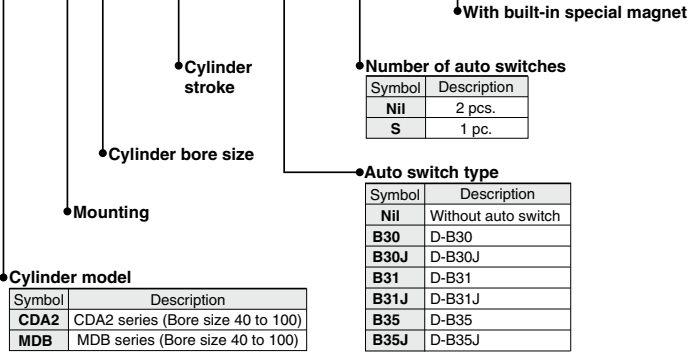 With built-in special magnet
Cylinder
stroke
Number of auto switches
Symbol Description
Nil 2 pcs.
S 1 pc.
Cylinder bore size
Auto switch type
Symbol Description
Nil Without auto switch
B30 D-B30
B30J D-B30J
B31 D-B31
B31J D-B31J
B35 D-B35
B35J D-B35J
Mounting
Cylinder model
Symbol Description
CDA2 CDA2 series (Bore size 40 to 100)
MDB MDB series (Bore size 40 to 100)